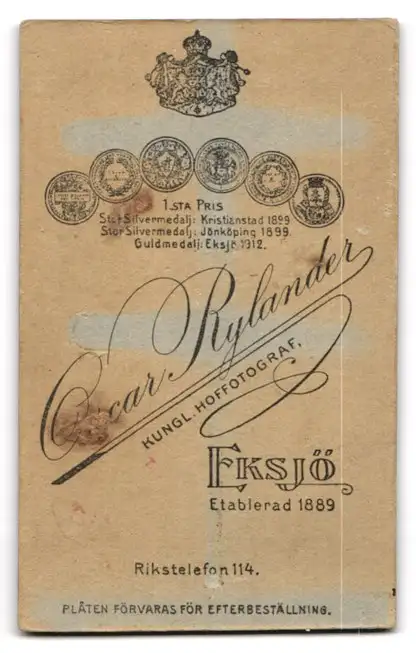 1.STA PRIS
Stor Silvermedalj: Kristianstad 1899
Stor Silvermedalj: Jönköping 1899.
Guldmedalj: Eksjö 1912.
Oscar Rylander
KUNGL. HOFFOTOGRAF,
EKSJÖ
Etablerad 1889
Rikstelefon 114.
PLÅTEN FÖRVARAS FÖR EFTERBESTÄLLNING.